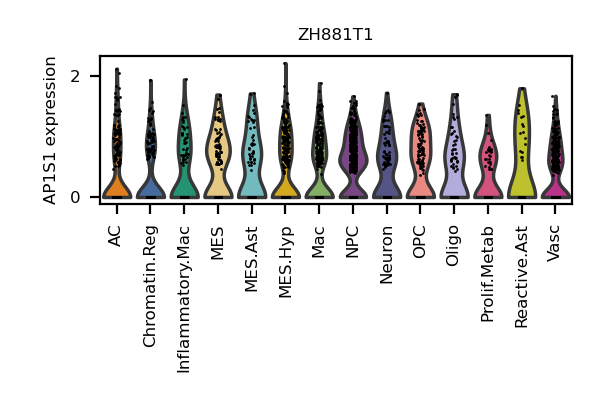 ZH881T1
AP1S1 expression
2
0
AC
Chromatin.Reg
Inflammatory.Mac
MES
MES.Ast
MES.Hyp
Mac
NPC
Neuron
OPC
Oligo
Prolif.Metab
Reactive.Ast
Vasc